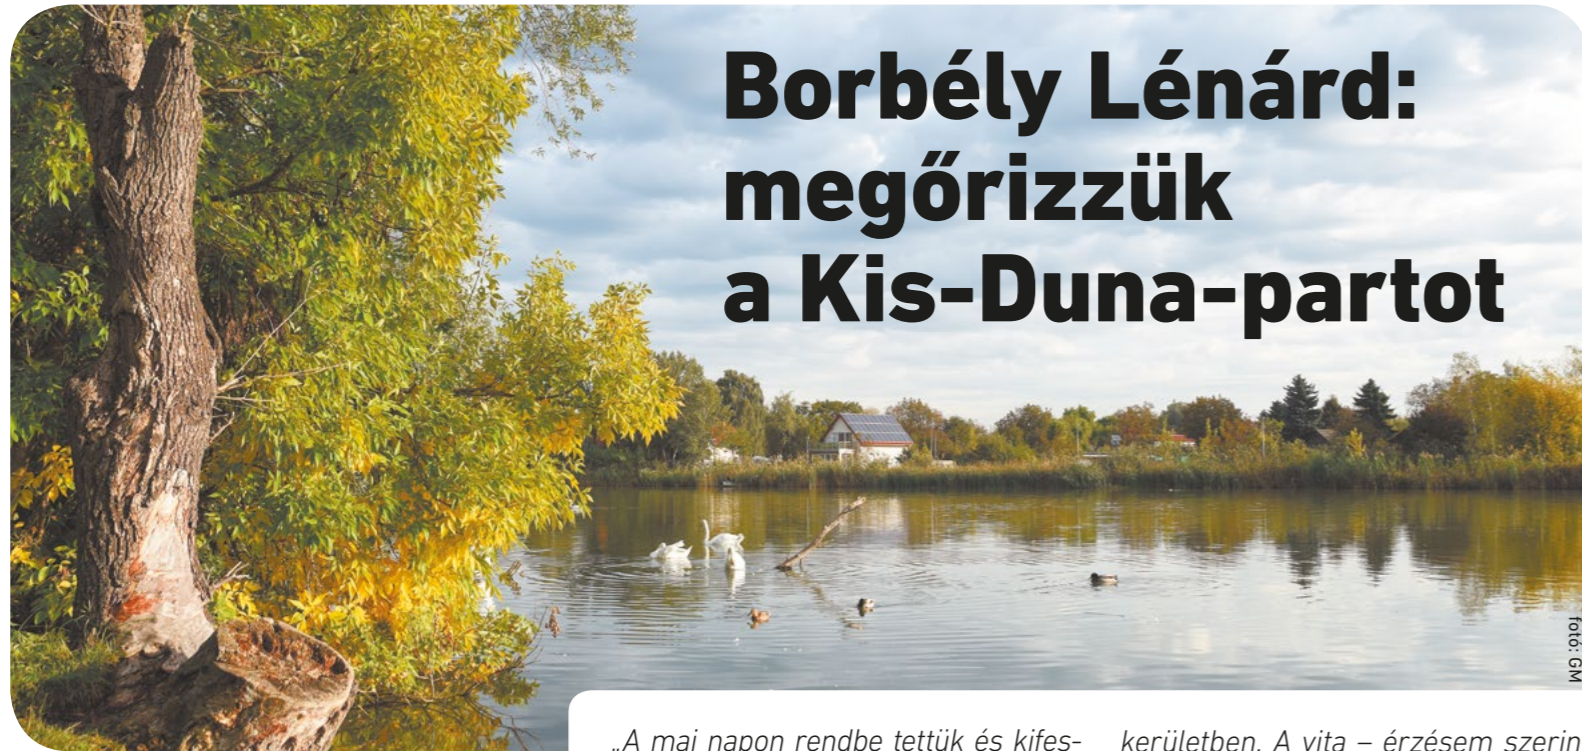 Borbély Lénárd:
megőrizzük
a Kis-Duna-partot
fotó: GM
„A mai napon rendbe tettük és kifes-
kerületben. A vita – érzésem szerin